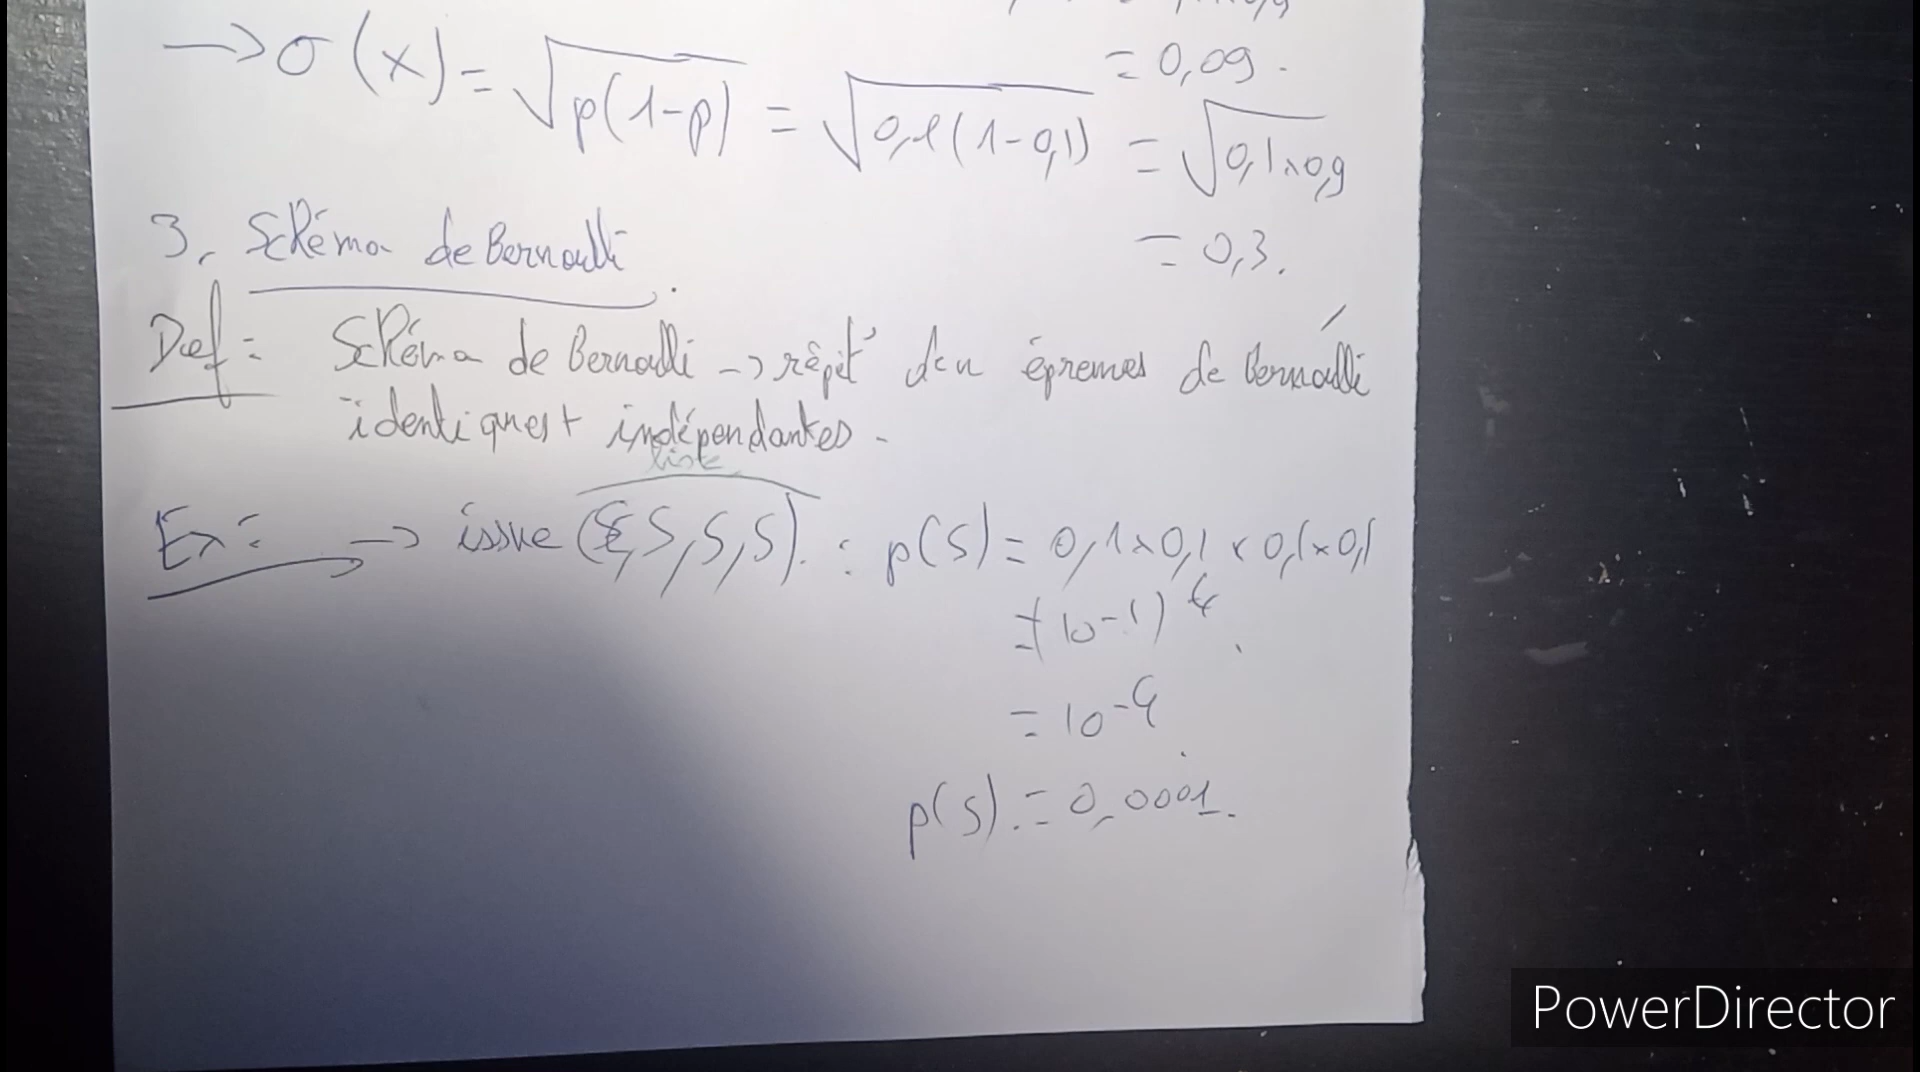 = 0,09.
→ σ(x) = √p(1-p) = √0,1(1-0,1) = √0,1×0,9
= 0,3.
3. Schéma de Bernoulli
Def: Schéma de Bernoulli → répét° de n épreuves de Bernoulli
identiques + indépendantes.
liste
Ex: → issue (S,S,S,S). : p(S) = 0,1×0,1×0,1×0,1
= (10-1)4
= 10-4
p(S). = 0,0001.
PowerDirector